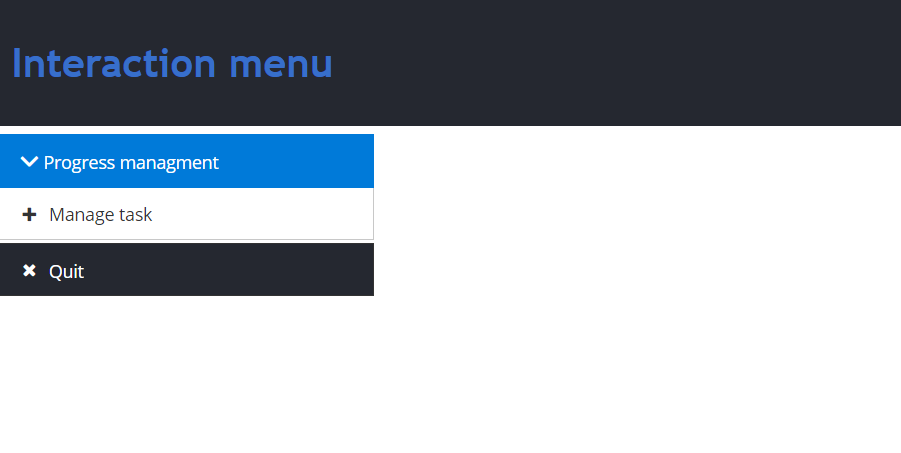 Interaction menu
Progress managment
Manage task
Quit